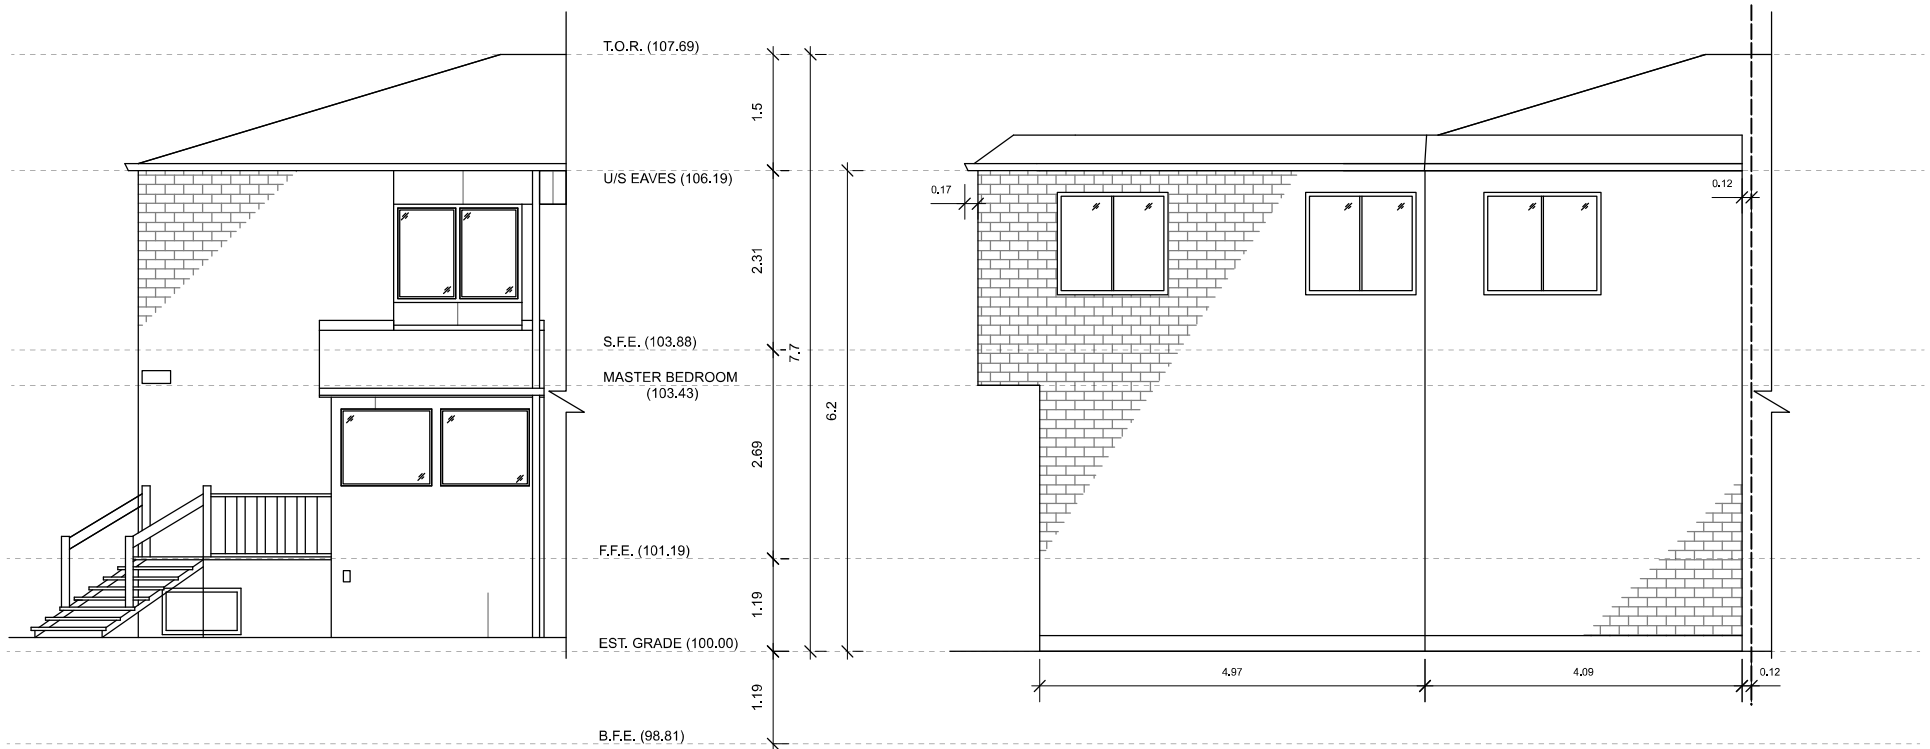 T.O.R. (107.69)
1.5
U/S EAVES (106.19)
0.17
0.12
2.31
S.F.E. (103.88)
7.7
MASTER BEDROOM
(103.43)
6.2
2.69
F.F.E. (101.19)
1.19
EST. GRADE (100.00)
4.97
4.09
0.12
1.19
B.F.E. (98.81)